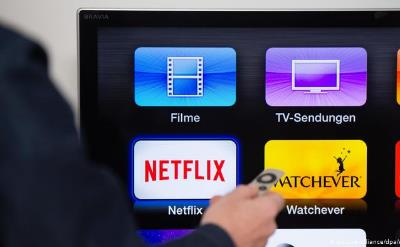 BRAVIA
Filme
TV-Sendungen
NETFLIX
WATCHEVER
Netflix
Watchever